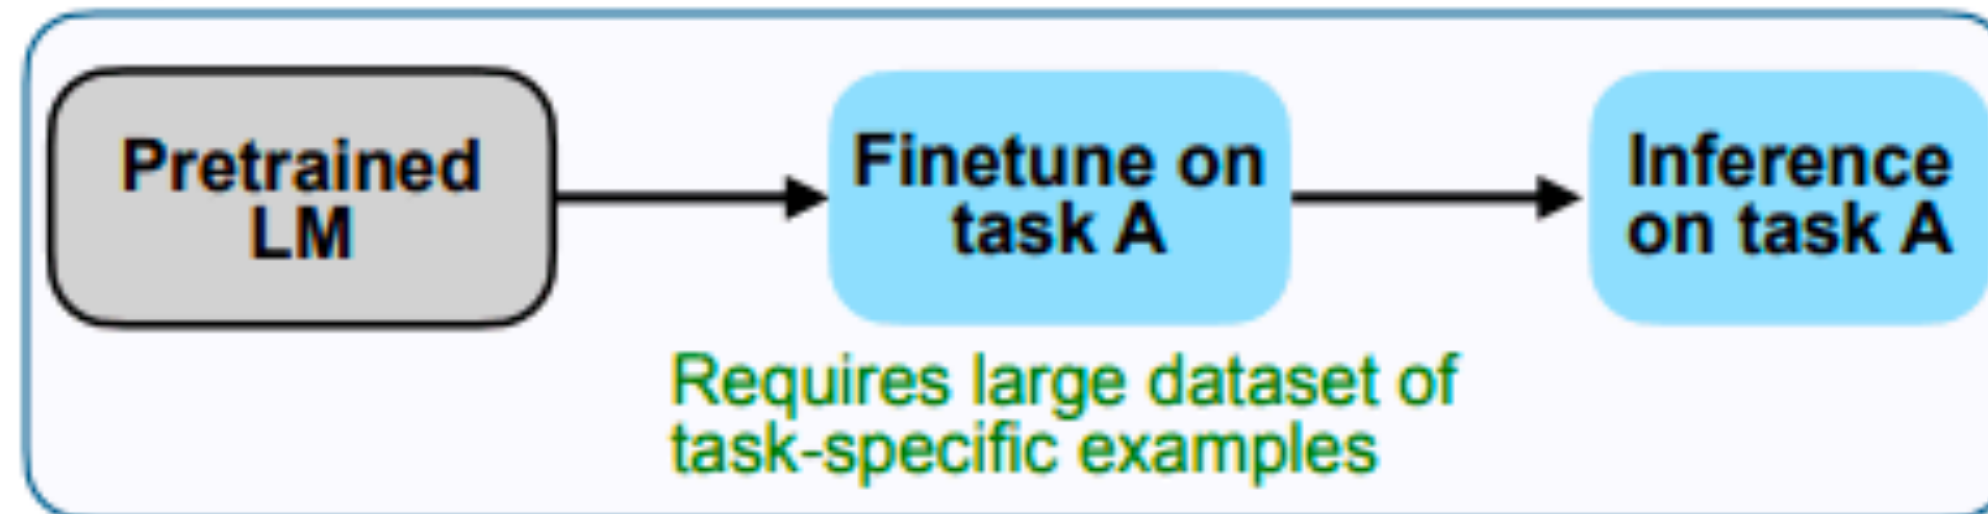 Pretrained
LM
Finetune on
task A
Inference
on task A
Requires large dataset of
task-specific examples